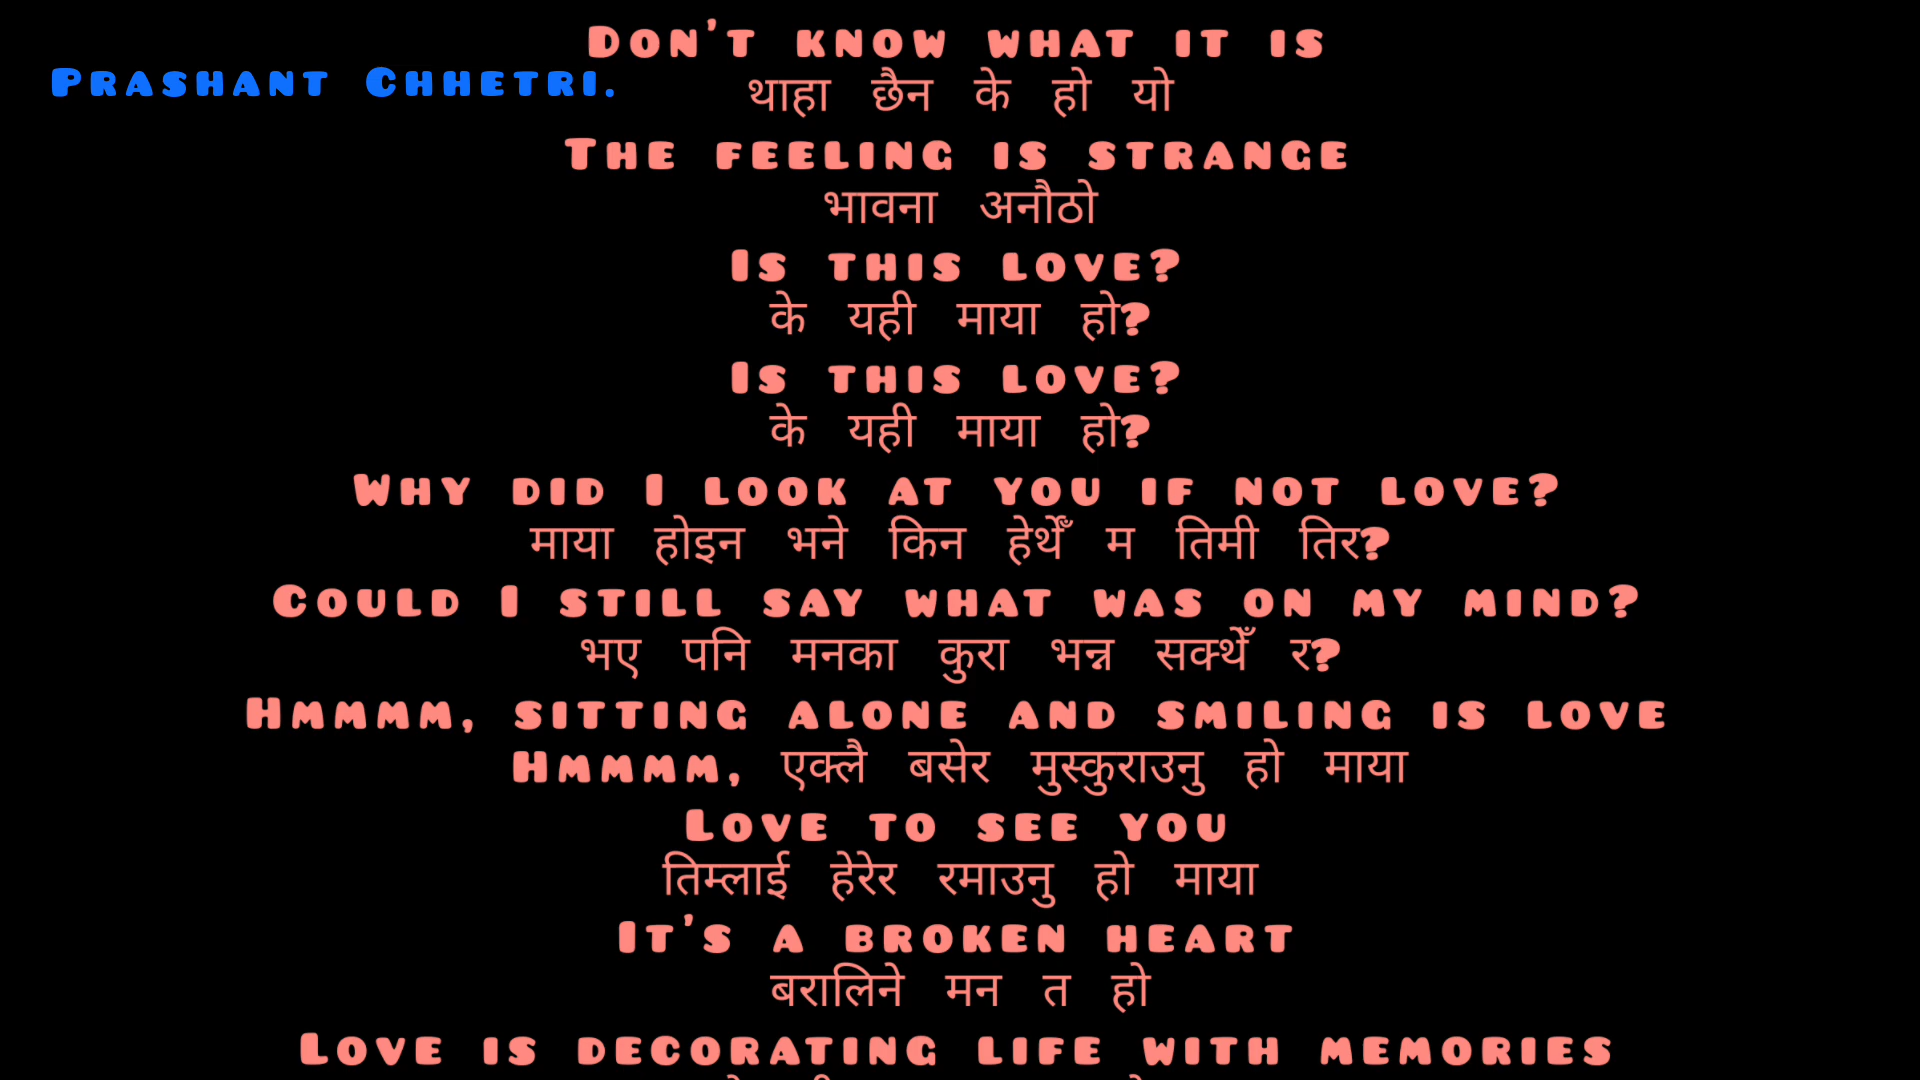 Don't know what it is
Prashant Chhetri.
थाहा छैन के हो यो
The feeling is strange
भावना अनौठो
Is this love?
के यही माया हो?
Is this love?
के यही माया हो?
Why did I look at you if not love?
माया होइन भने किन हेर्थेँ म तिमी तिर?
Could I still say what was on my mind?
भए पनि मनका कुरा भन्न सक्थेँ र?
Hmmmm, sitting alone and smiling is love
Hmmmm, एक्लै बसेर मुस्कुराउनु हो माया
Love to see you
तिम्लाई हेरेर रमाउनु हो माया
It's a broken heart
बरालिने मन त हो
Love is decorating life with memories